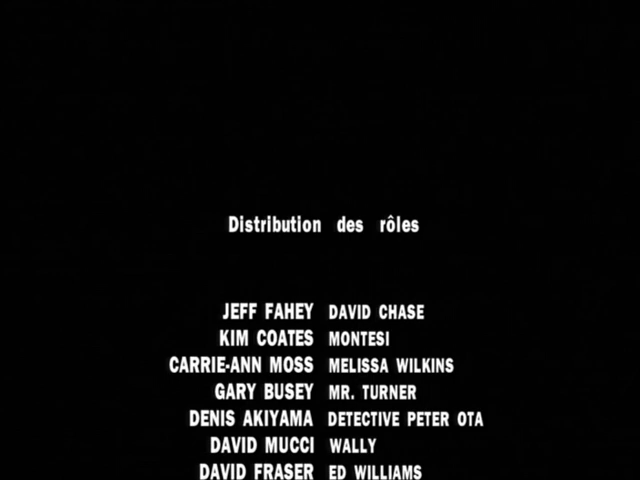 Distribution des rôles
JEFF FAHEY DAVID CHASE
KIM COATES MONTESI
CARRIE-ANN MOSS MELISSA WILKINS
GARY BUSEY MR. TURNER
DENIS AKIYAMA DETECTIVE PETER OTA
DAVID MUCCI WALLY
DAVID FRASER ED WILLIAMS